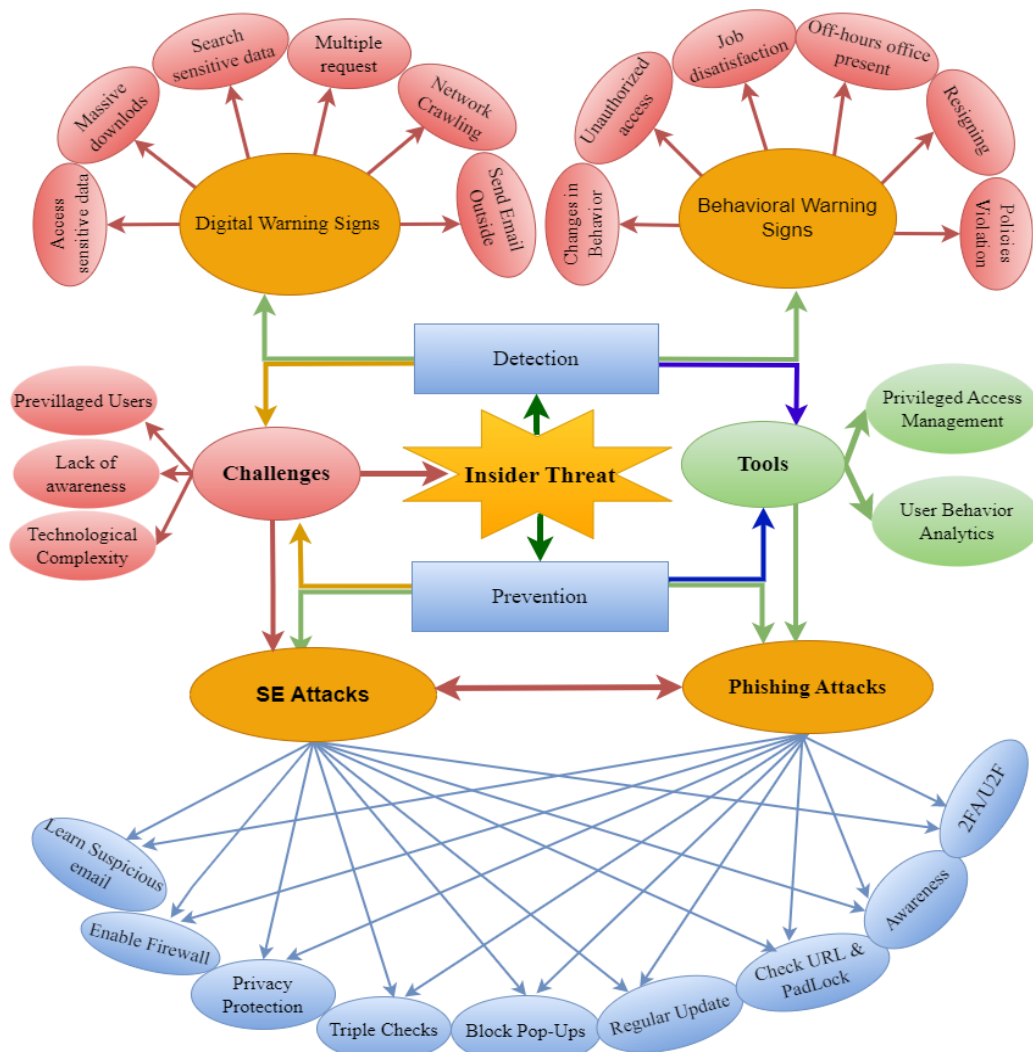 Search
sensitive data
Multiple
request
Massive
downlods
Network
Crawling
Access
sensitive data
Send Email
Outside
Digital Warning Signs
Job
disatisfaction
Off-hours office
present
Unauthorized
access
Resigning
Changes in
Behavior
Policies
Violation
Behavioral Warning
Signs
Detection
Previllaged Users
Lack of
awareness
Technological
Complexity
Challenges
Insider Threat
Tools
Privileged Access
Management
User Behavior
Analytics
Prevention
SE Attacks
Phishing Attacks
Learn Suspicious
email
Enable Firewall
Privacy
Protection
Triple Checks
Block Pop-Ups
Regular Update
Check URL &
PadLock
Awareness
2FA/U2F